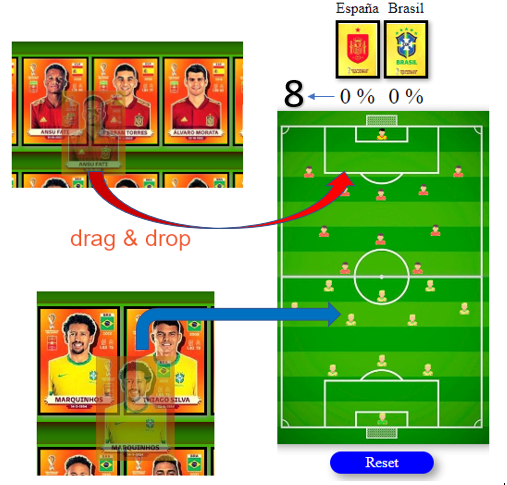 España Brasil
BRASIL
8 0 % 0 %
ANSU FATI
FERRAN TORRES
ÁLVARO MORATA
ANSU FATI
drag & drop
MARQUINHOS
THIAGO SILVA
MARQUINHOS
Reset